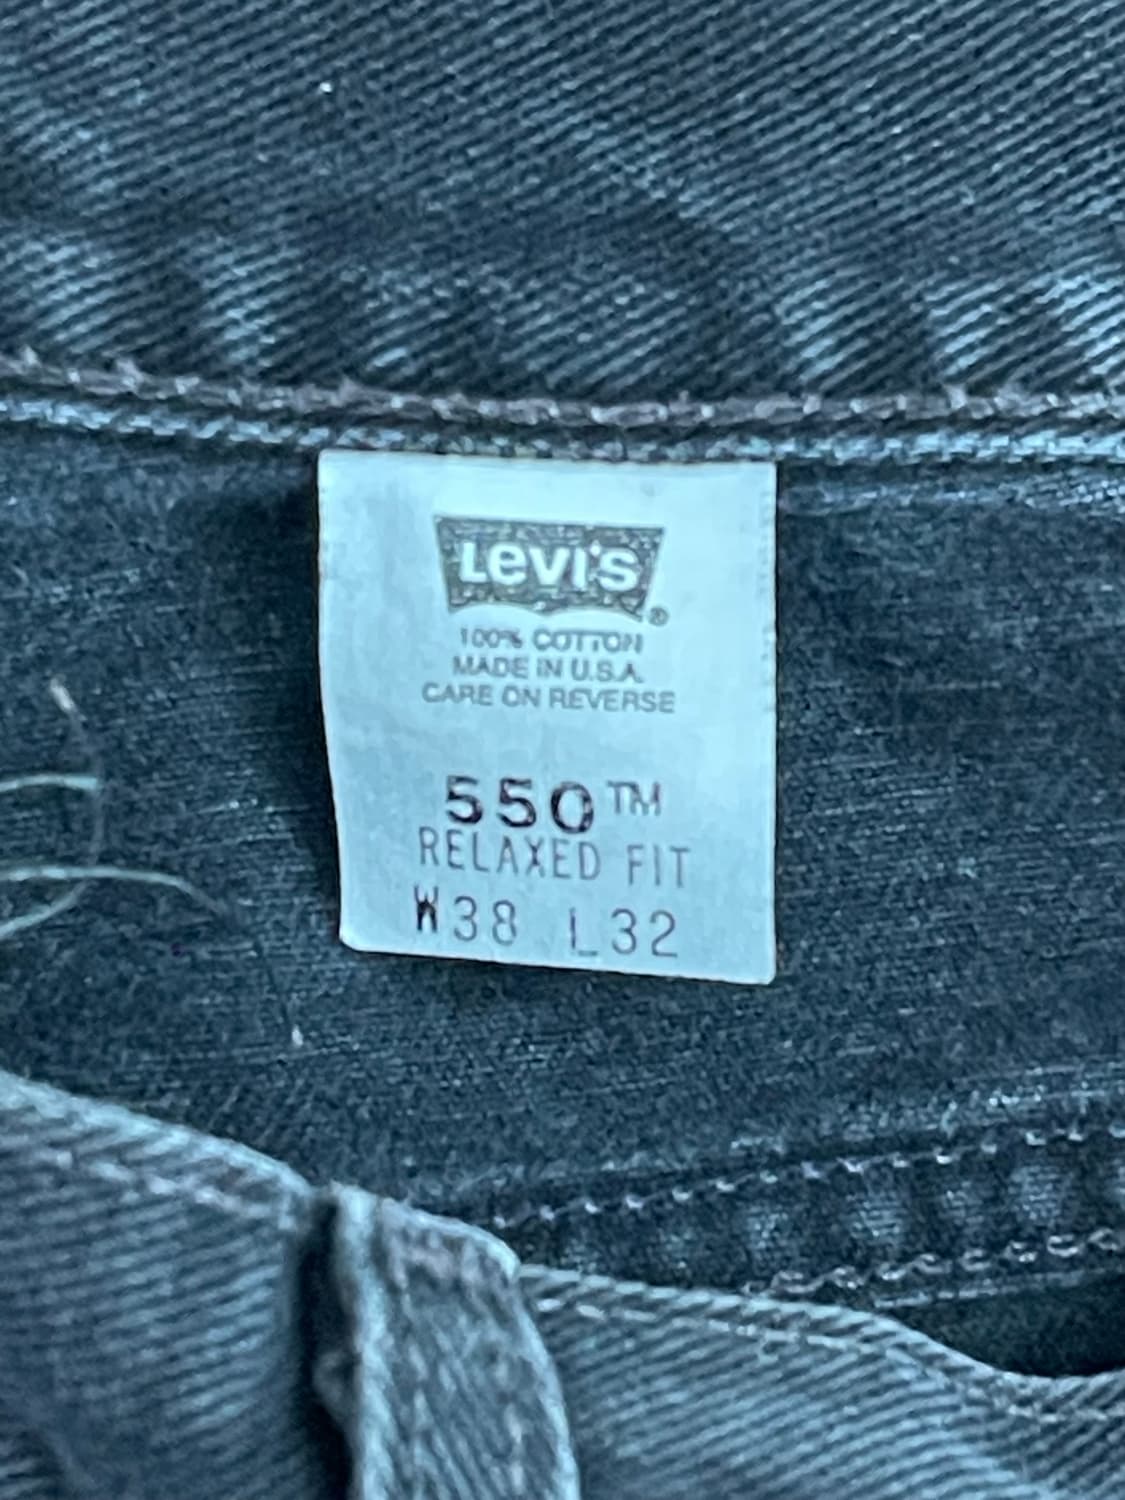 LEVI'S®
100% COTTON
MADE IN U.S.A.
CARE ON REVERSE
550™
RELAXED FIT
W38 L32